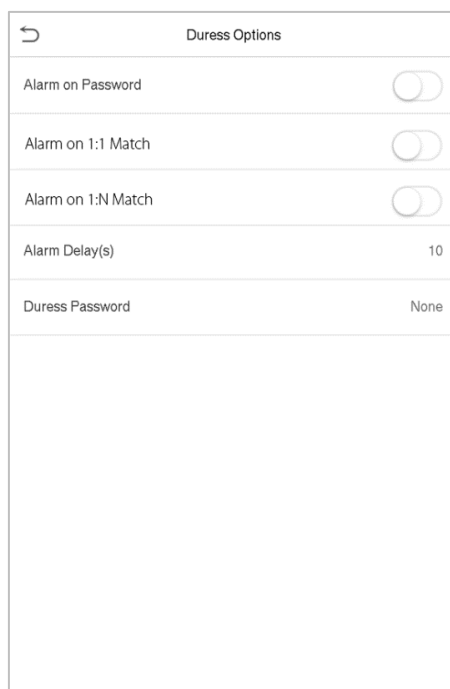 Duress Options
Alarm on Password
Alarm on 1:1 Match
Alarm on 1:N Match
Alarm Delay(s) 10
Duress Password None